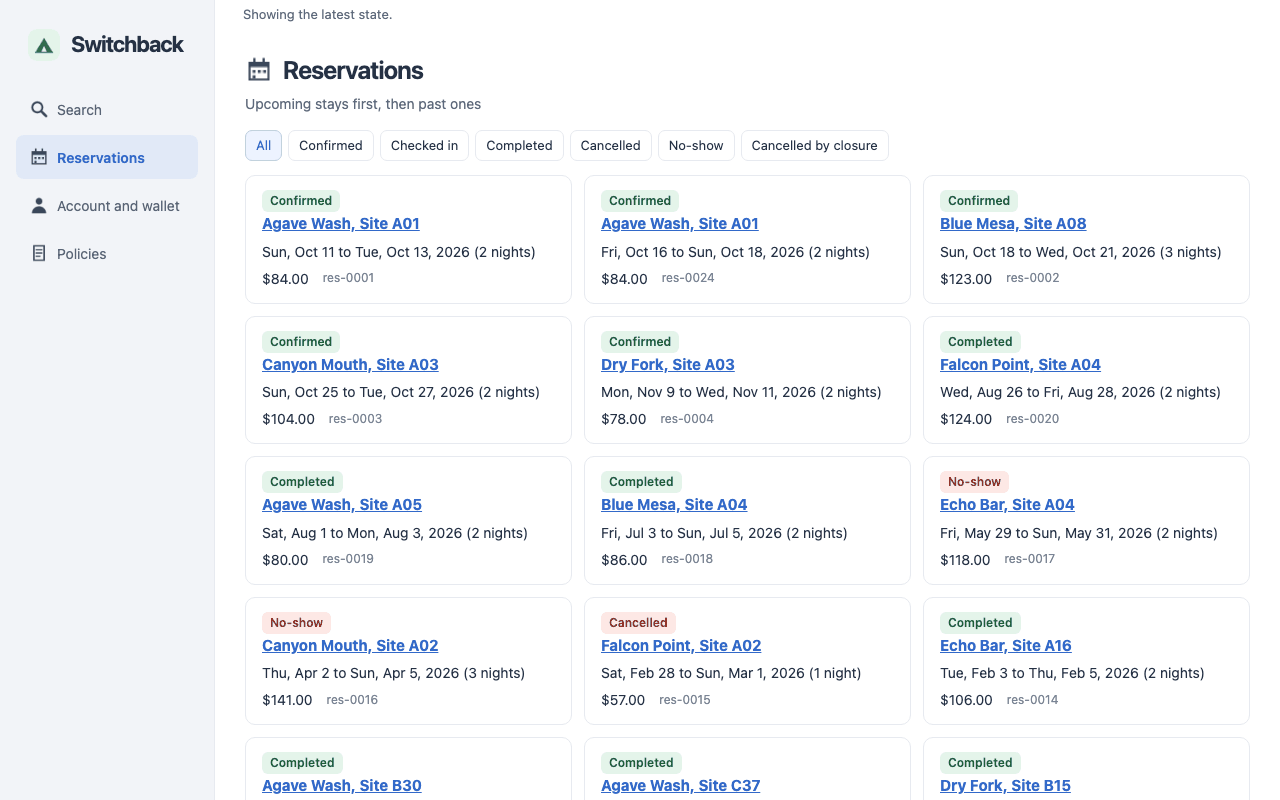 Switchback
Search
Reservations
Account and wallet
Policies
Showing the latest state.
Reservations
Upcoming stays first, then past ones
All
Confirmed
Checked in
Completed
Cancelled
No-show
Cancelled by closure
Confirmed
Agave Wash, Site A01
Sun, Oct 11 to Tue, Oct 13, 2026 (2 nights)
$84.00 res-0001
Confirmed
Agave Wash, Site A01
Fri, Oct 16 to Sun, Oct 18, 2026 (2 nights)
$84.00 res-0024
Confirmed
Blue Mesa, Site A08
Sun, Oct 18 to Wed, Oct 21, 2026 (3 nights)
$123.00 res-0002
Confirmed
Canyon Mouth, Site A03
Sun, Oct 25 to Tue, Oct 27, 2026 (2 nights)
$104.00 res-0003
Confirmed
Dry Fork, Site A03
Mon, Nov 9 to Wed, Nov 11, 2026 (2 nights)
$78.00 res-0004
Completed
Falcon Point, Site A04
Wed, Aug 26 to Fri, Aug 28, 2026 (2 nights)
$124.00 res-0020
Completed
Agave Wash, Site A05
Sat, Aug 1 to Mon, Aug 3, 2026 (2 nights)
$80.00 res-0019
Completed
Blue Mesa, Site A04
Fri, Jul 3 to Sun, Jul 5, 2026 (2 nights)
$86.00 res-0018
No-show
Echo Bar, Site A04
Fri, May 29 to Sun, May 31, 2026 (2 nights)
$118.00 res-0017
No-show
Canyon Mouth, Site A02
Thu, Apr 2 to Sun, Apr 5, 2026 (3 nights)
$141.00 res-0016
Cancelled
Falcon Point, Site A02
Sat, Feb 28 to Sun, Mar 1, 2026 (1 night)
$57.00 res-0015
Completed
Echo Bar, Site A16
Tue, Feb 3 to Thu, Feb 5, 2026 (2 nights)
$106.00 res-0014
Completed
Agave Wash, Site B30
Completed
Agave Wash, Site C37
Completed
Dry Fork, Site B15